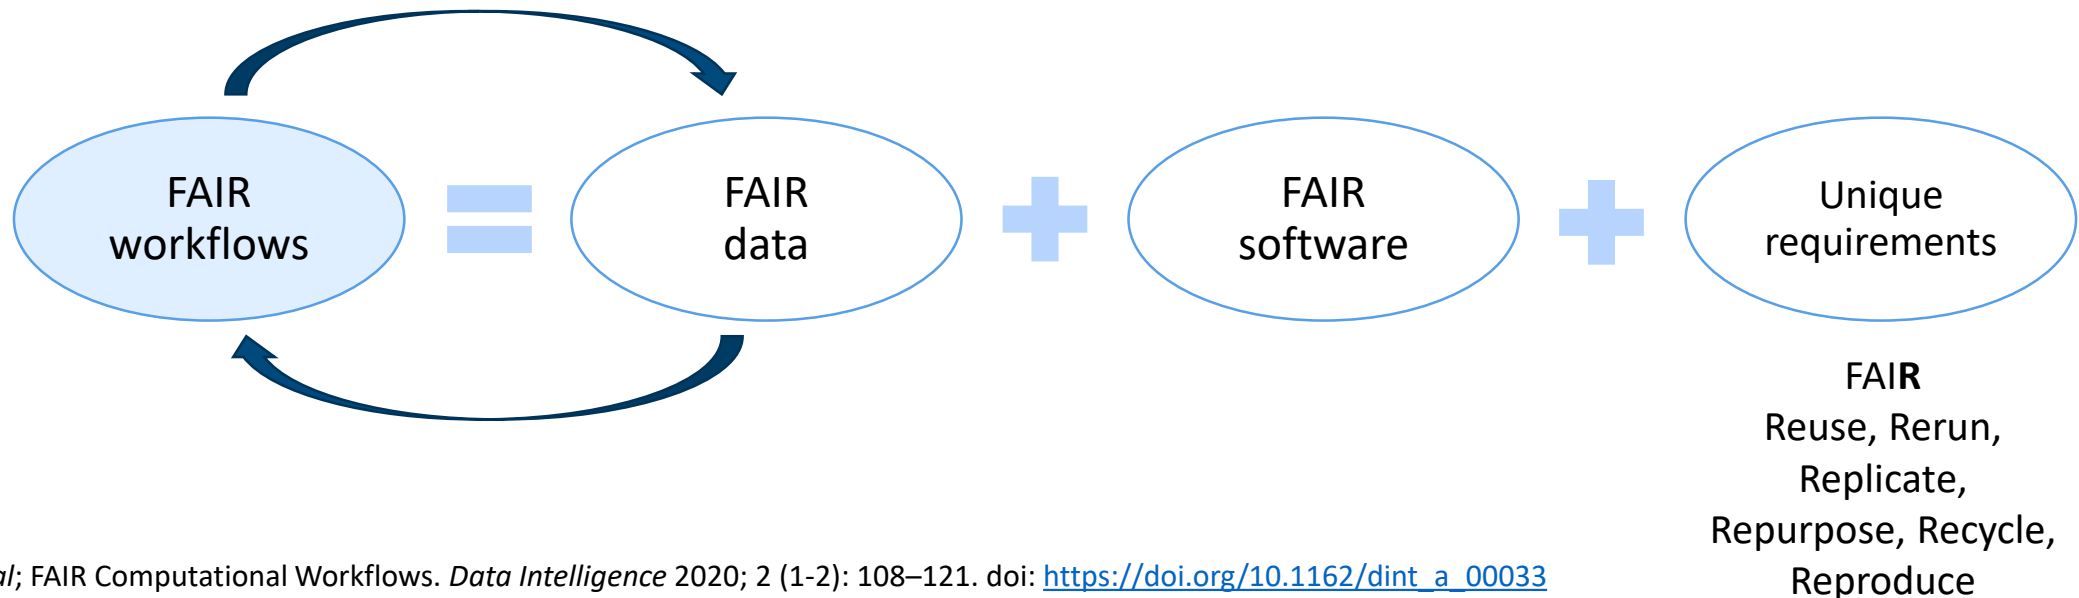 FAIR
workflows
=
FAIR
data
+
FAIR
software
+
Unique
requirements
FAIR
Reuse, Rerun,
Replicate,
Repurpose, Recycle,
Reproduce
al; FAIR Computational Workflows. Data Intelligence 2020; 2 (1-2): 108–121. doi: https://doi.org/10.1162/dint_a_00033